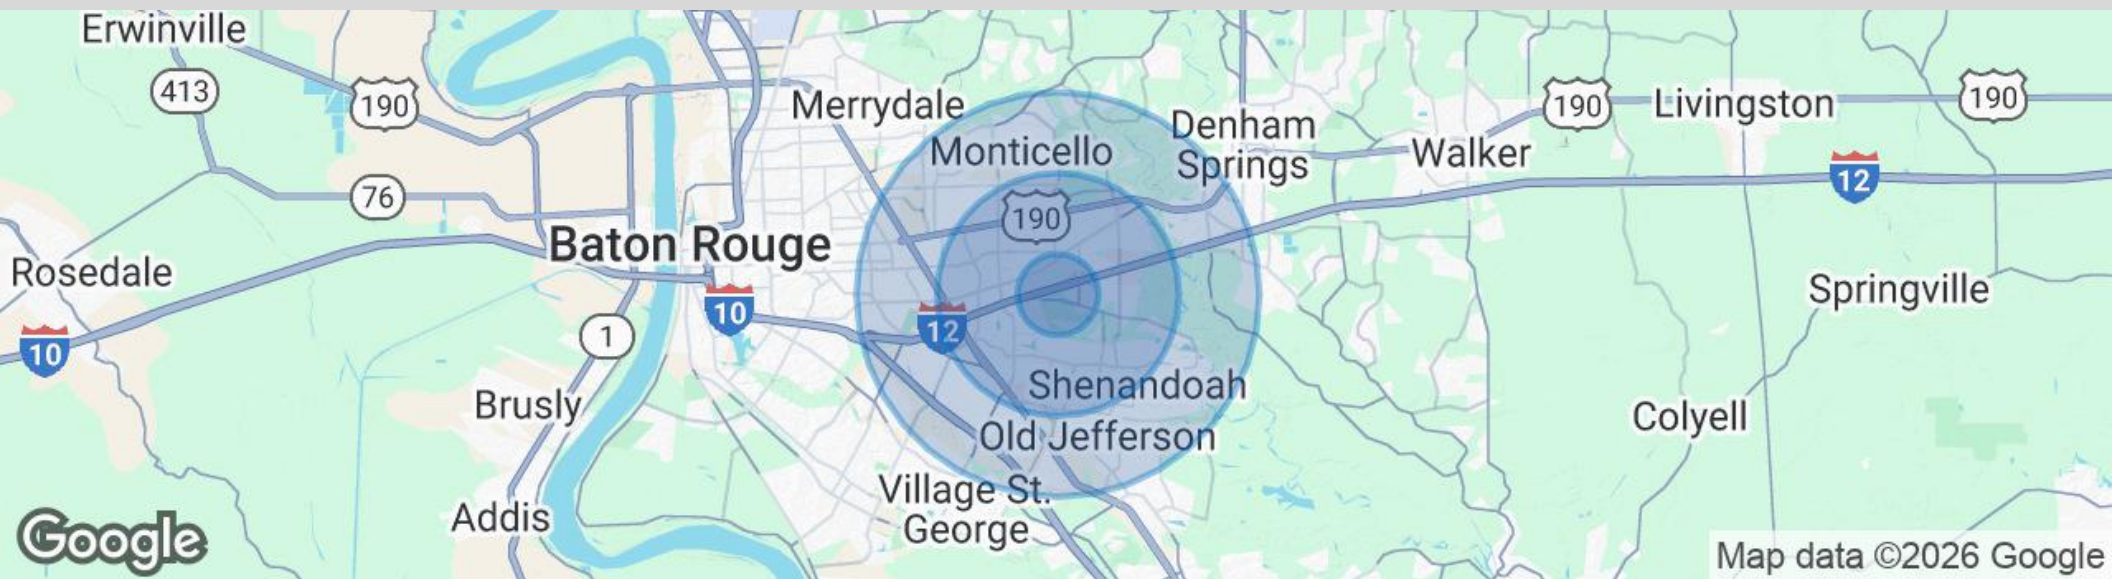 Erwinville
413
190
Merrydale
Monticello
Denham
Springs
190
Livingston
190
Walker
76
190
12
Baton Rouge
Rosedale
10
10
12
1
Springville
Brusly
Shenandoah
Old Jefferson
Colyell
Village St.
George
Addis
Google
Map data ©2026 Google